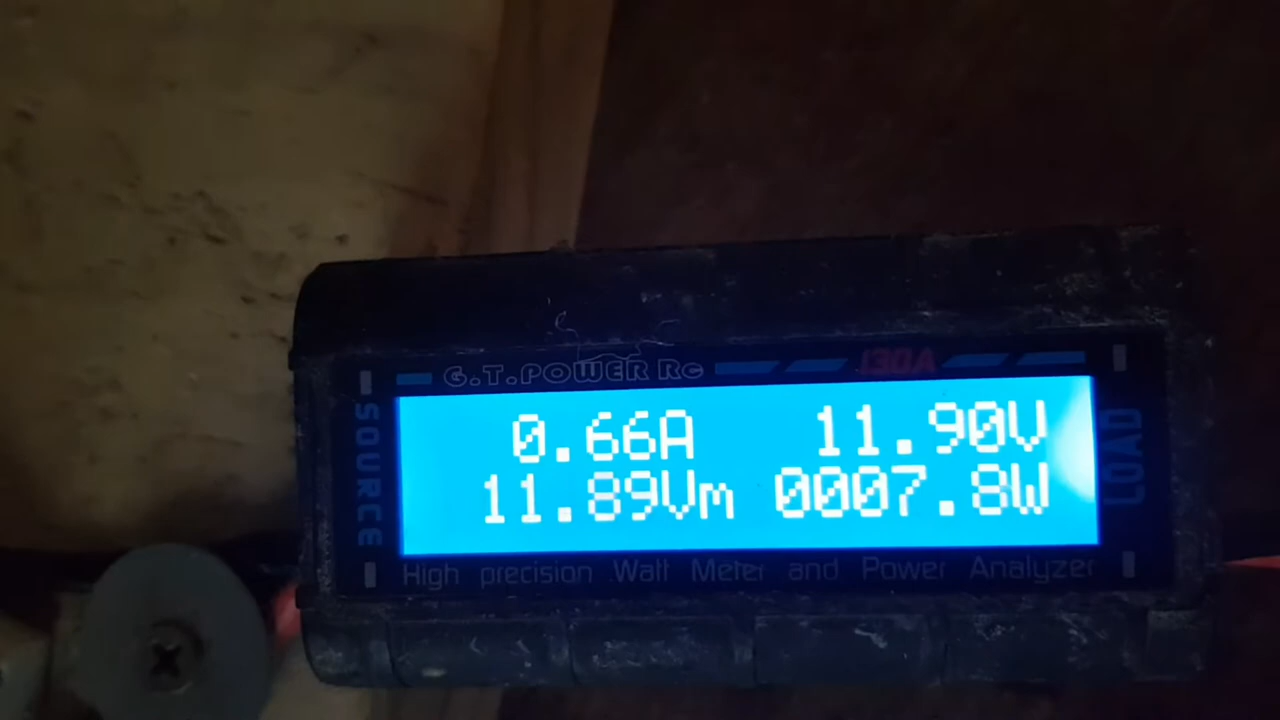 G.T.POWER Rc 130A
SOURCE
0.66A 11.90V
11.89Vm 0007.8W
LOAD
High precision Watt Meter and Power Analyzer